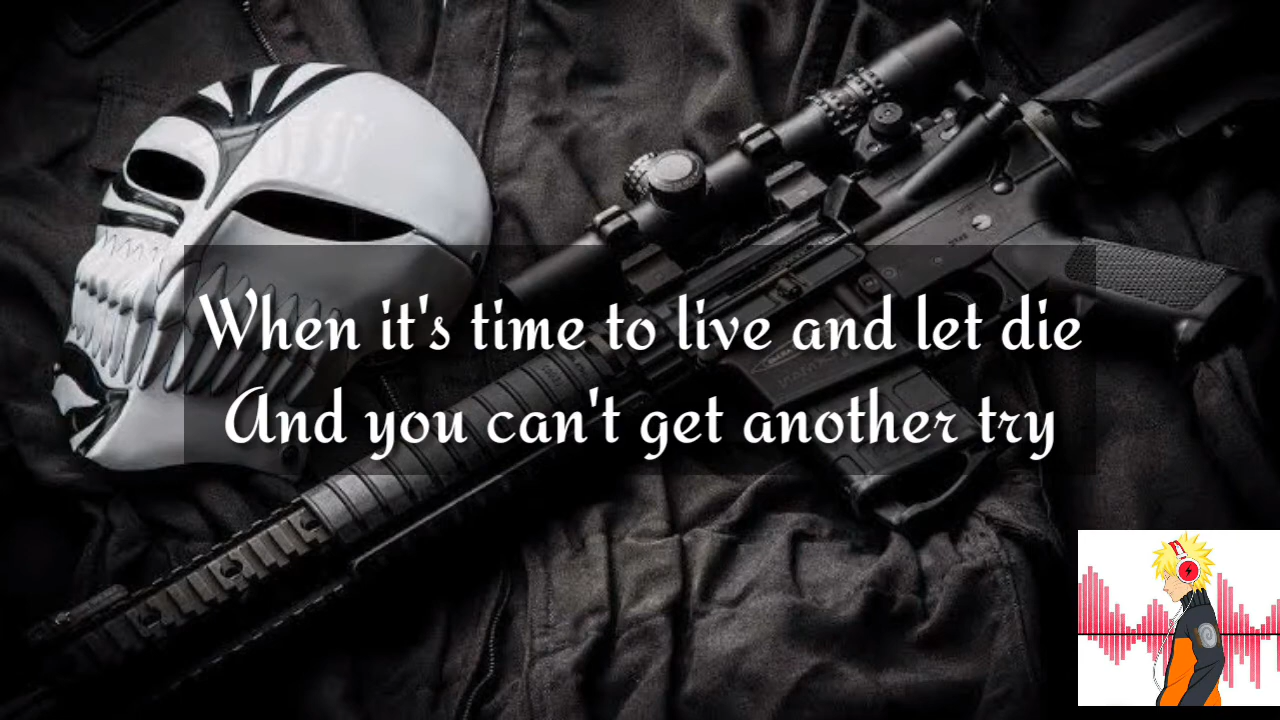 When it's time to live and let die
And you can't get another try